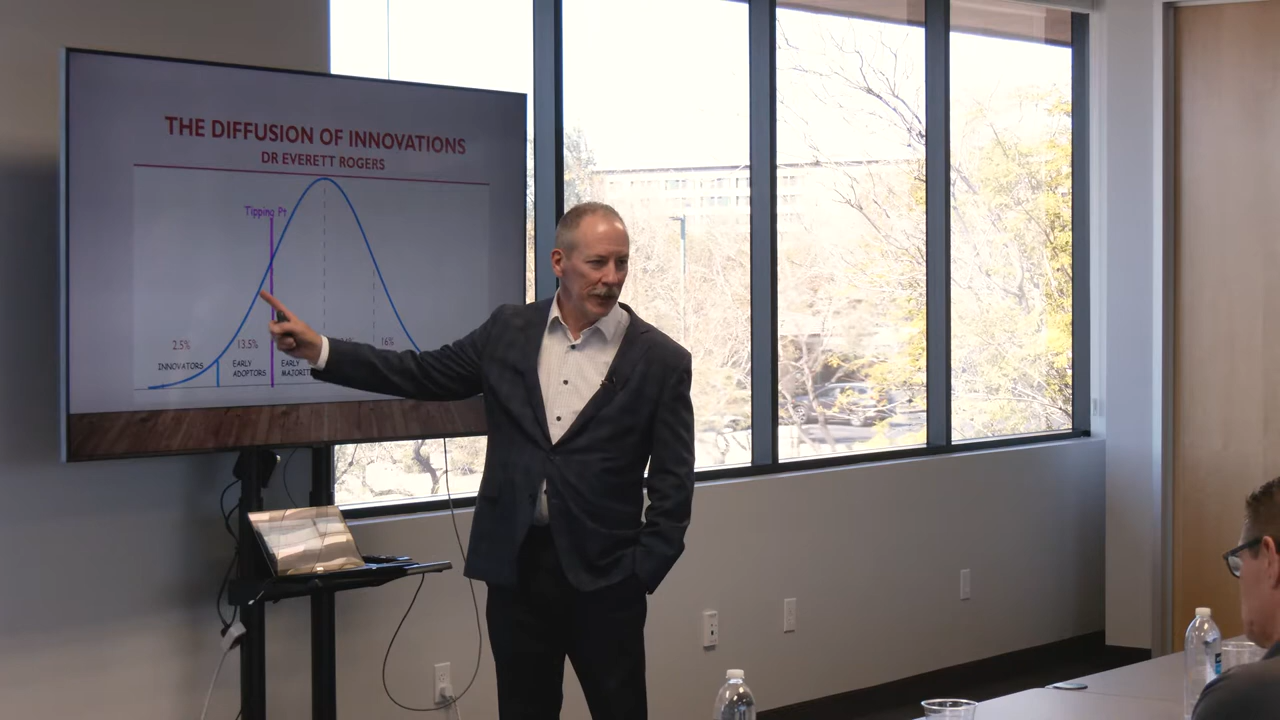 THE DIFFUSION OF INNOVATIONS
DR EVERETT ROGERS
Tipping Pt
2.5% 13.5% 16%
INNOVATORS EARLY ADOPTORS EARLY